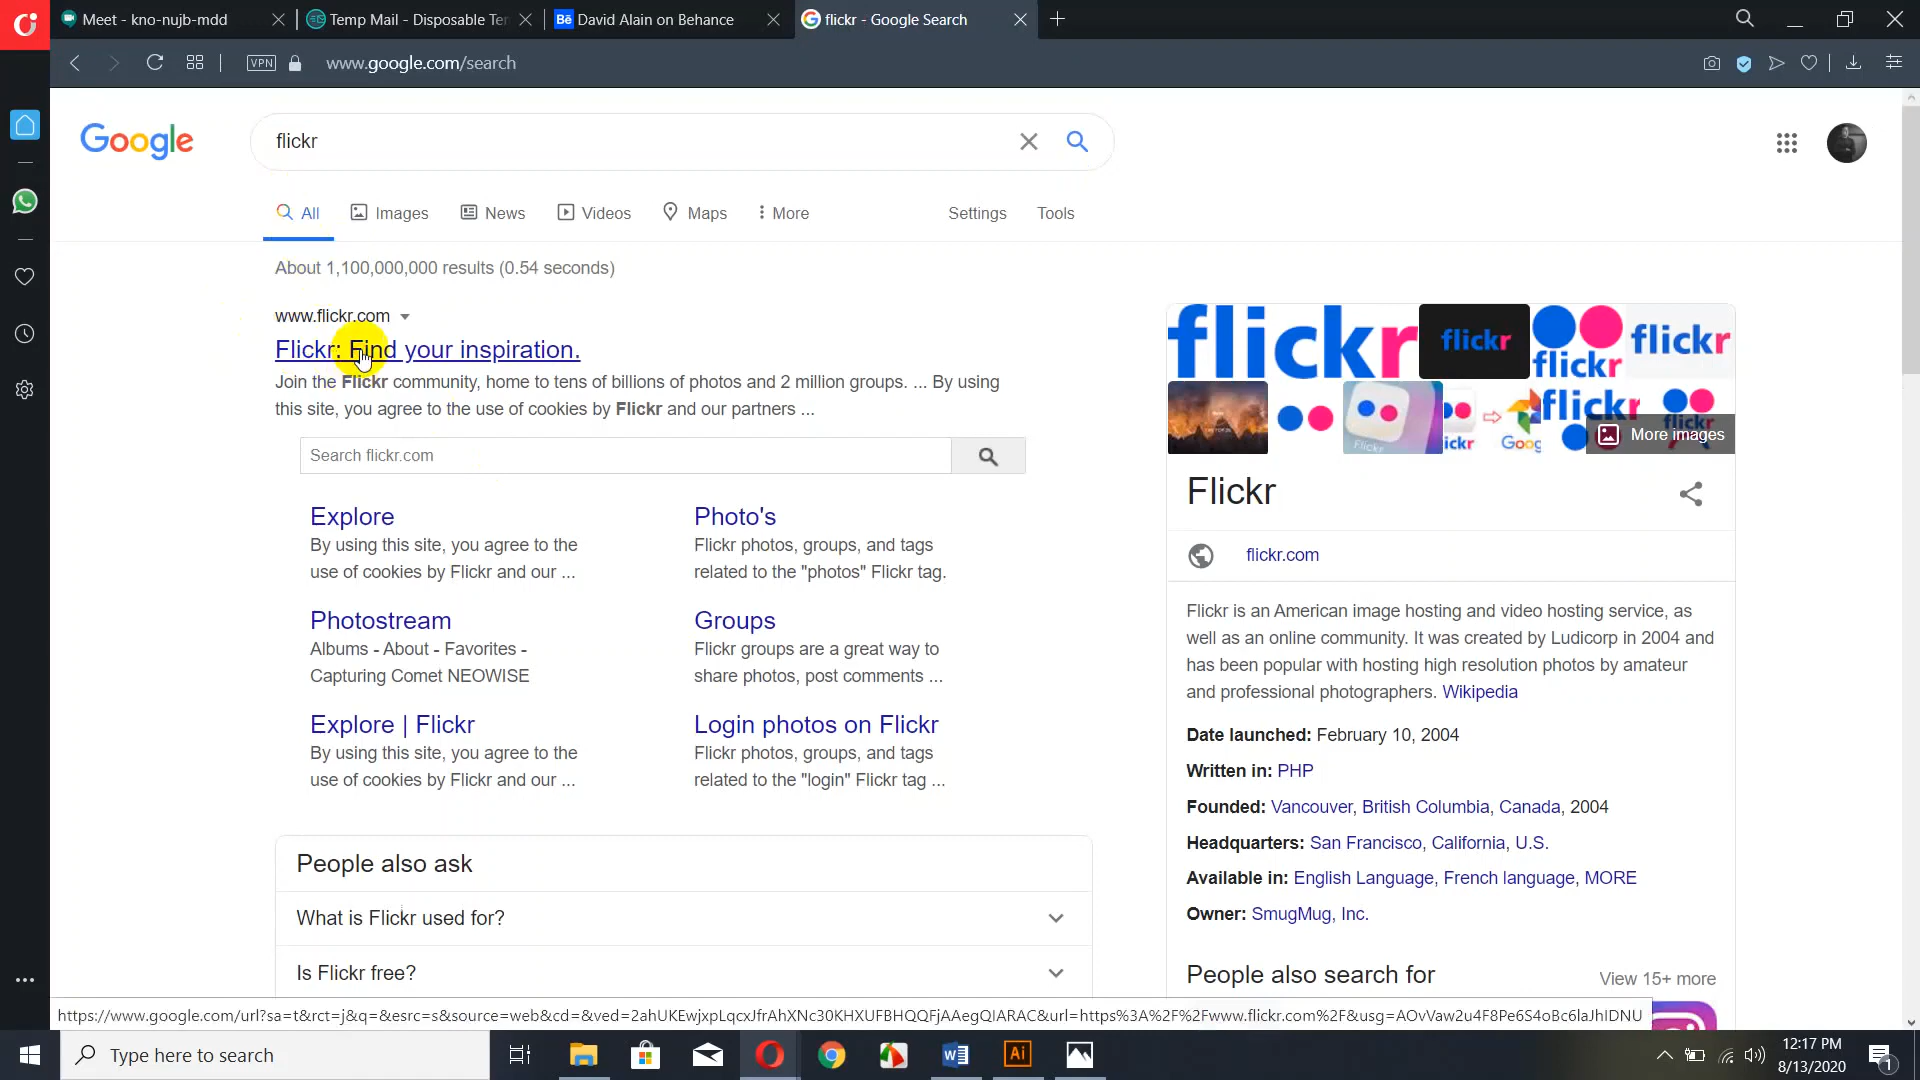 Meet - kno-nujb-mdd
Temp Mail - Disposable Te
Bē David Alain on Behance
flickr - Google Search
VPN
www.google.com/search
Google
flickr
All
Images
News
Videos
Maps
More
Settings
Tools
About 1,100,000,000 results (0.54 seconds)
www.flickr.com
Flickr: Find your inspiration.
Join the Flickr community, home to tens of billions of photos and 2 million groups. ... By using
this site, you agree to the use of cookies by Flickr and our partners ...
Search flickr.com
Explore
By using this site, you agree to the
use of cookies by Flickr and our ...
Photo's
Flickr photos, groups, and tags
related to the "photos" Flickr tag.
Photostream
Albums - About - Favorites -
Capturing Comet NEOWISE
Groups
Flickr groups are a great way to
share photos, post comments ...
Explore | Flickr
By using this site, you agree to the
use of cookies by Flickr and our ...
Login photos on Flickr
Flickr photos, groups, and tags
related to the "login" Flickr tag ...
People also ask
What is Flickr used for?
Is Flickr free?
flickr
flickr
flickr
flickr
Flickr
flickr
More images
Flickr
flickr.com
Flickr is an American image hosting and video hosting service, as
well as an online community. It was created by Ludicorp in 2004 and
has been popular with hosting high resolution photos by amateur
and professional photographers. Wikipedia
Date launched: February 10, 2004
Written in: PHP
Founded: Vancouver, British Columbia, Canada, 2004
Headquarters: San Francisco, California, U.S.
Available in: English Language, French language, MORE
Owner: SmugMug, Inc.
People also search for
View 15+ more
https://www.google.com/url?sa=t&rct=j&q=&esrc=s&source=web&cd=&ved=2ahUKEwjxpLqcxJfrAhXNc30KHXUFBHQQFjAAegQIARAC&url=https%3A%2F%2Fwww.flickr.com%2F&usg=AOvVaw2u4F8Pe6S4oBc6laJhIDNU
Type here to search
Ai
12:17 PM
8/13/2020
1